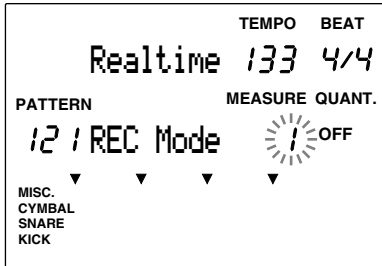 TEMPO BEAT
Realtime 133 4/4
PATTERN MEASURE QUANT.
121 REC Mode 1 OFF
MISC.
CYMBAL
SNARE
KICK